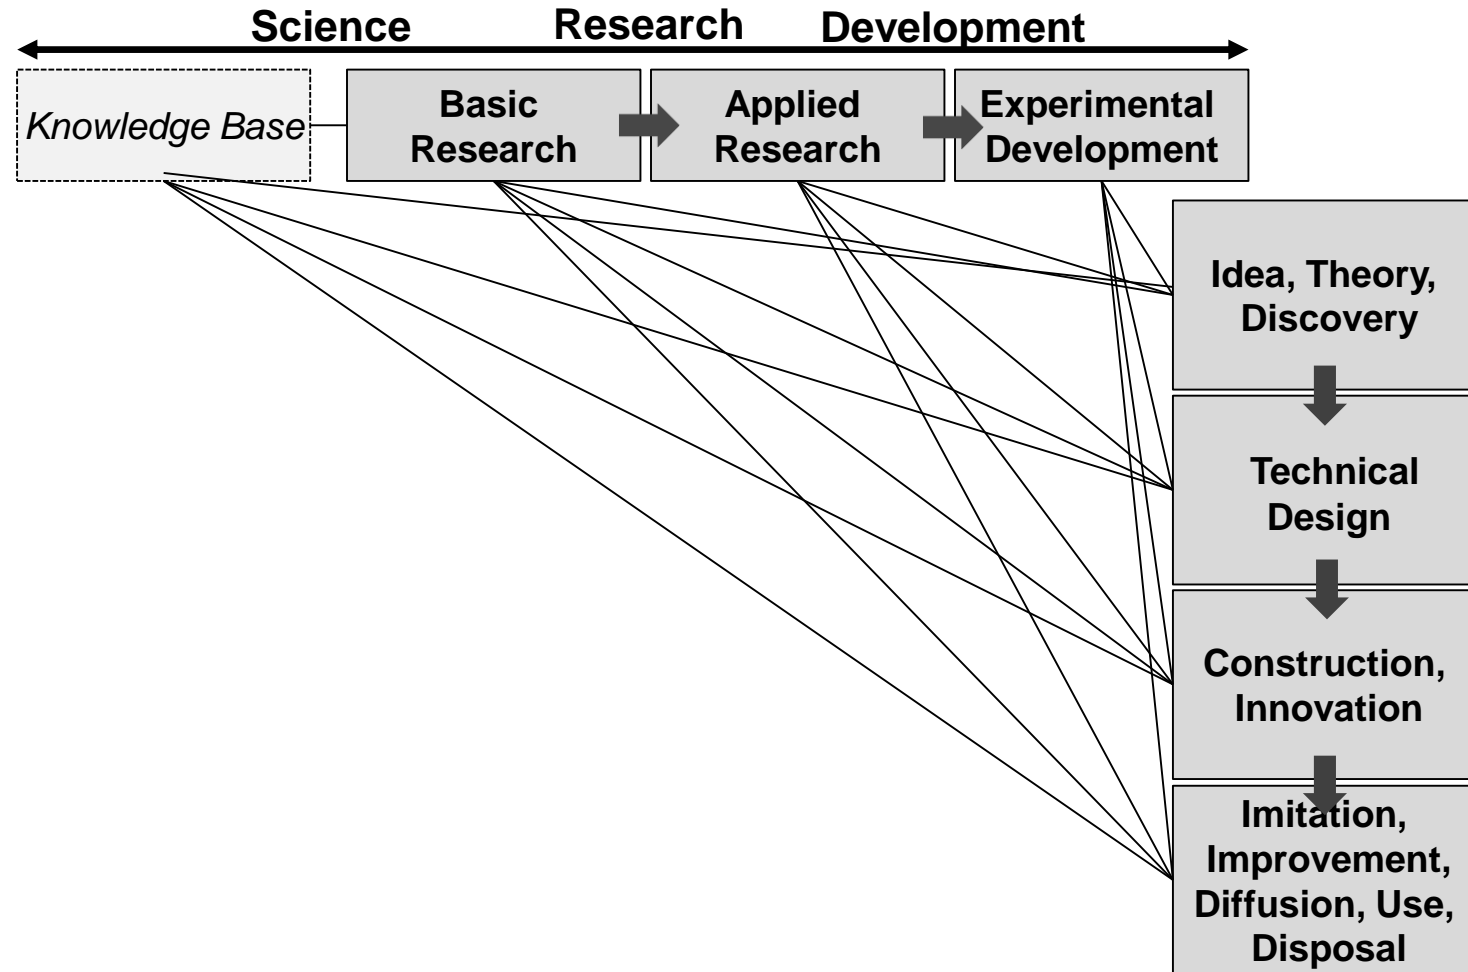 Science Research Development
Knowledge Base
Basic
Research
Applied
Research
Experimental
Development
Idea, Theory,
Discovery
Technical
Design
Construction,
Innovation
Imitation,
Improvement,
Diffusion, Use,
Disposal